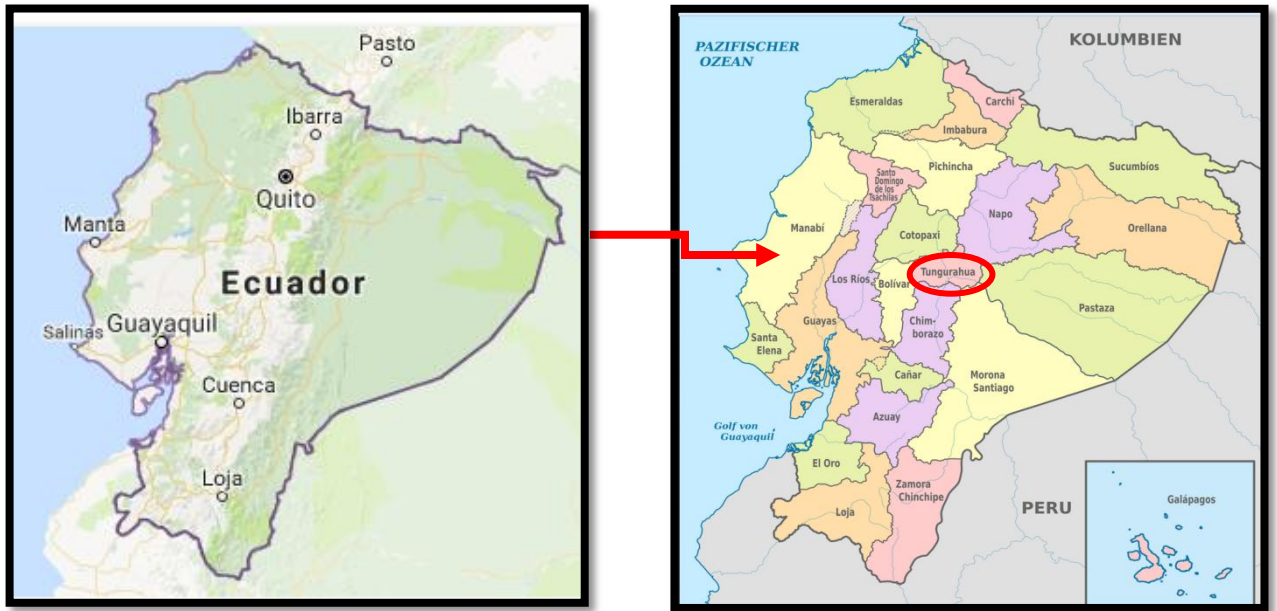 Pasto
Ibarra
Quito
Manta
Ecuador
Salinas
Guayaquil
Cuenca
Loja
PAZIFISCHER
OZEAN
KOLUMBIEN
Esmeraldas
Carchi
Imbabura
Pichincha
Sucumbíos
Santo
Domingo
de los
Tsáchilas
Napo
Manabí
Cotopaxi
Orellana
Tungurahua
Los Ríos
Bolívar
Pastaza
Guayas
Chim-
borazo
Santa
Elena
Cañar
Morona
Santiago
Azuay
Golf von
Guayaquil
El Oro
Zamora
Chinchipe
Loja
PERU
Galápagos